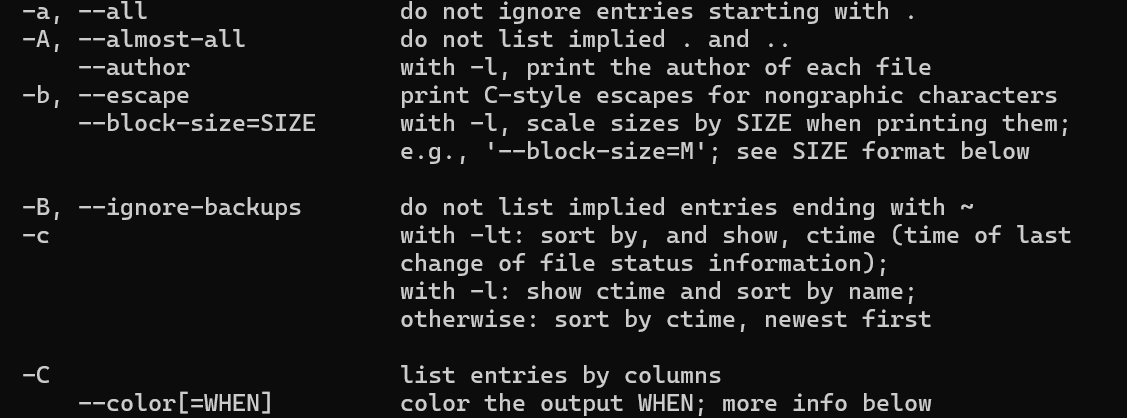 -a, --all                  do not ignore entries starting with .
-A, --almost-all           do not list implied . and ..
    --author               with -l, print the author of each file
-b, --escape               print C-style escapes for nongraphic characters
    --block-size=SIZE      with -l, scale sizes by SIZE when printing them;
                           e.g., '--block-size=M'; see SIZE format below

-B, --ignore-backups       do not list implied entries ending with ~
-c                         with -lt: sort by, and show, ctime (time of last
                           change of file status information);
                           with -l: show ctime and sort by name;
                           otherwise: sort by ctime, newest first

-C                         list entries by columns
    --color[=WHEN]         color the output WHEN; more info below